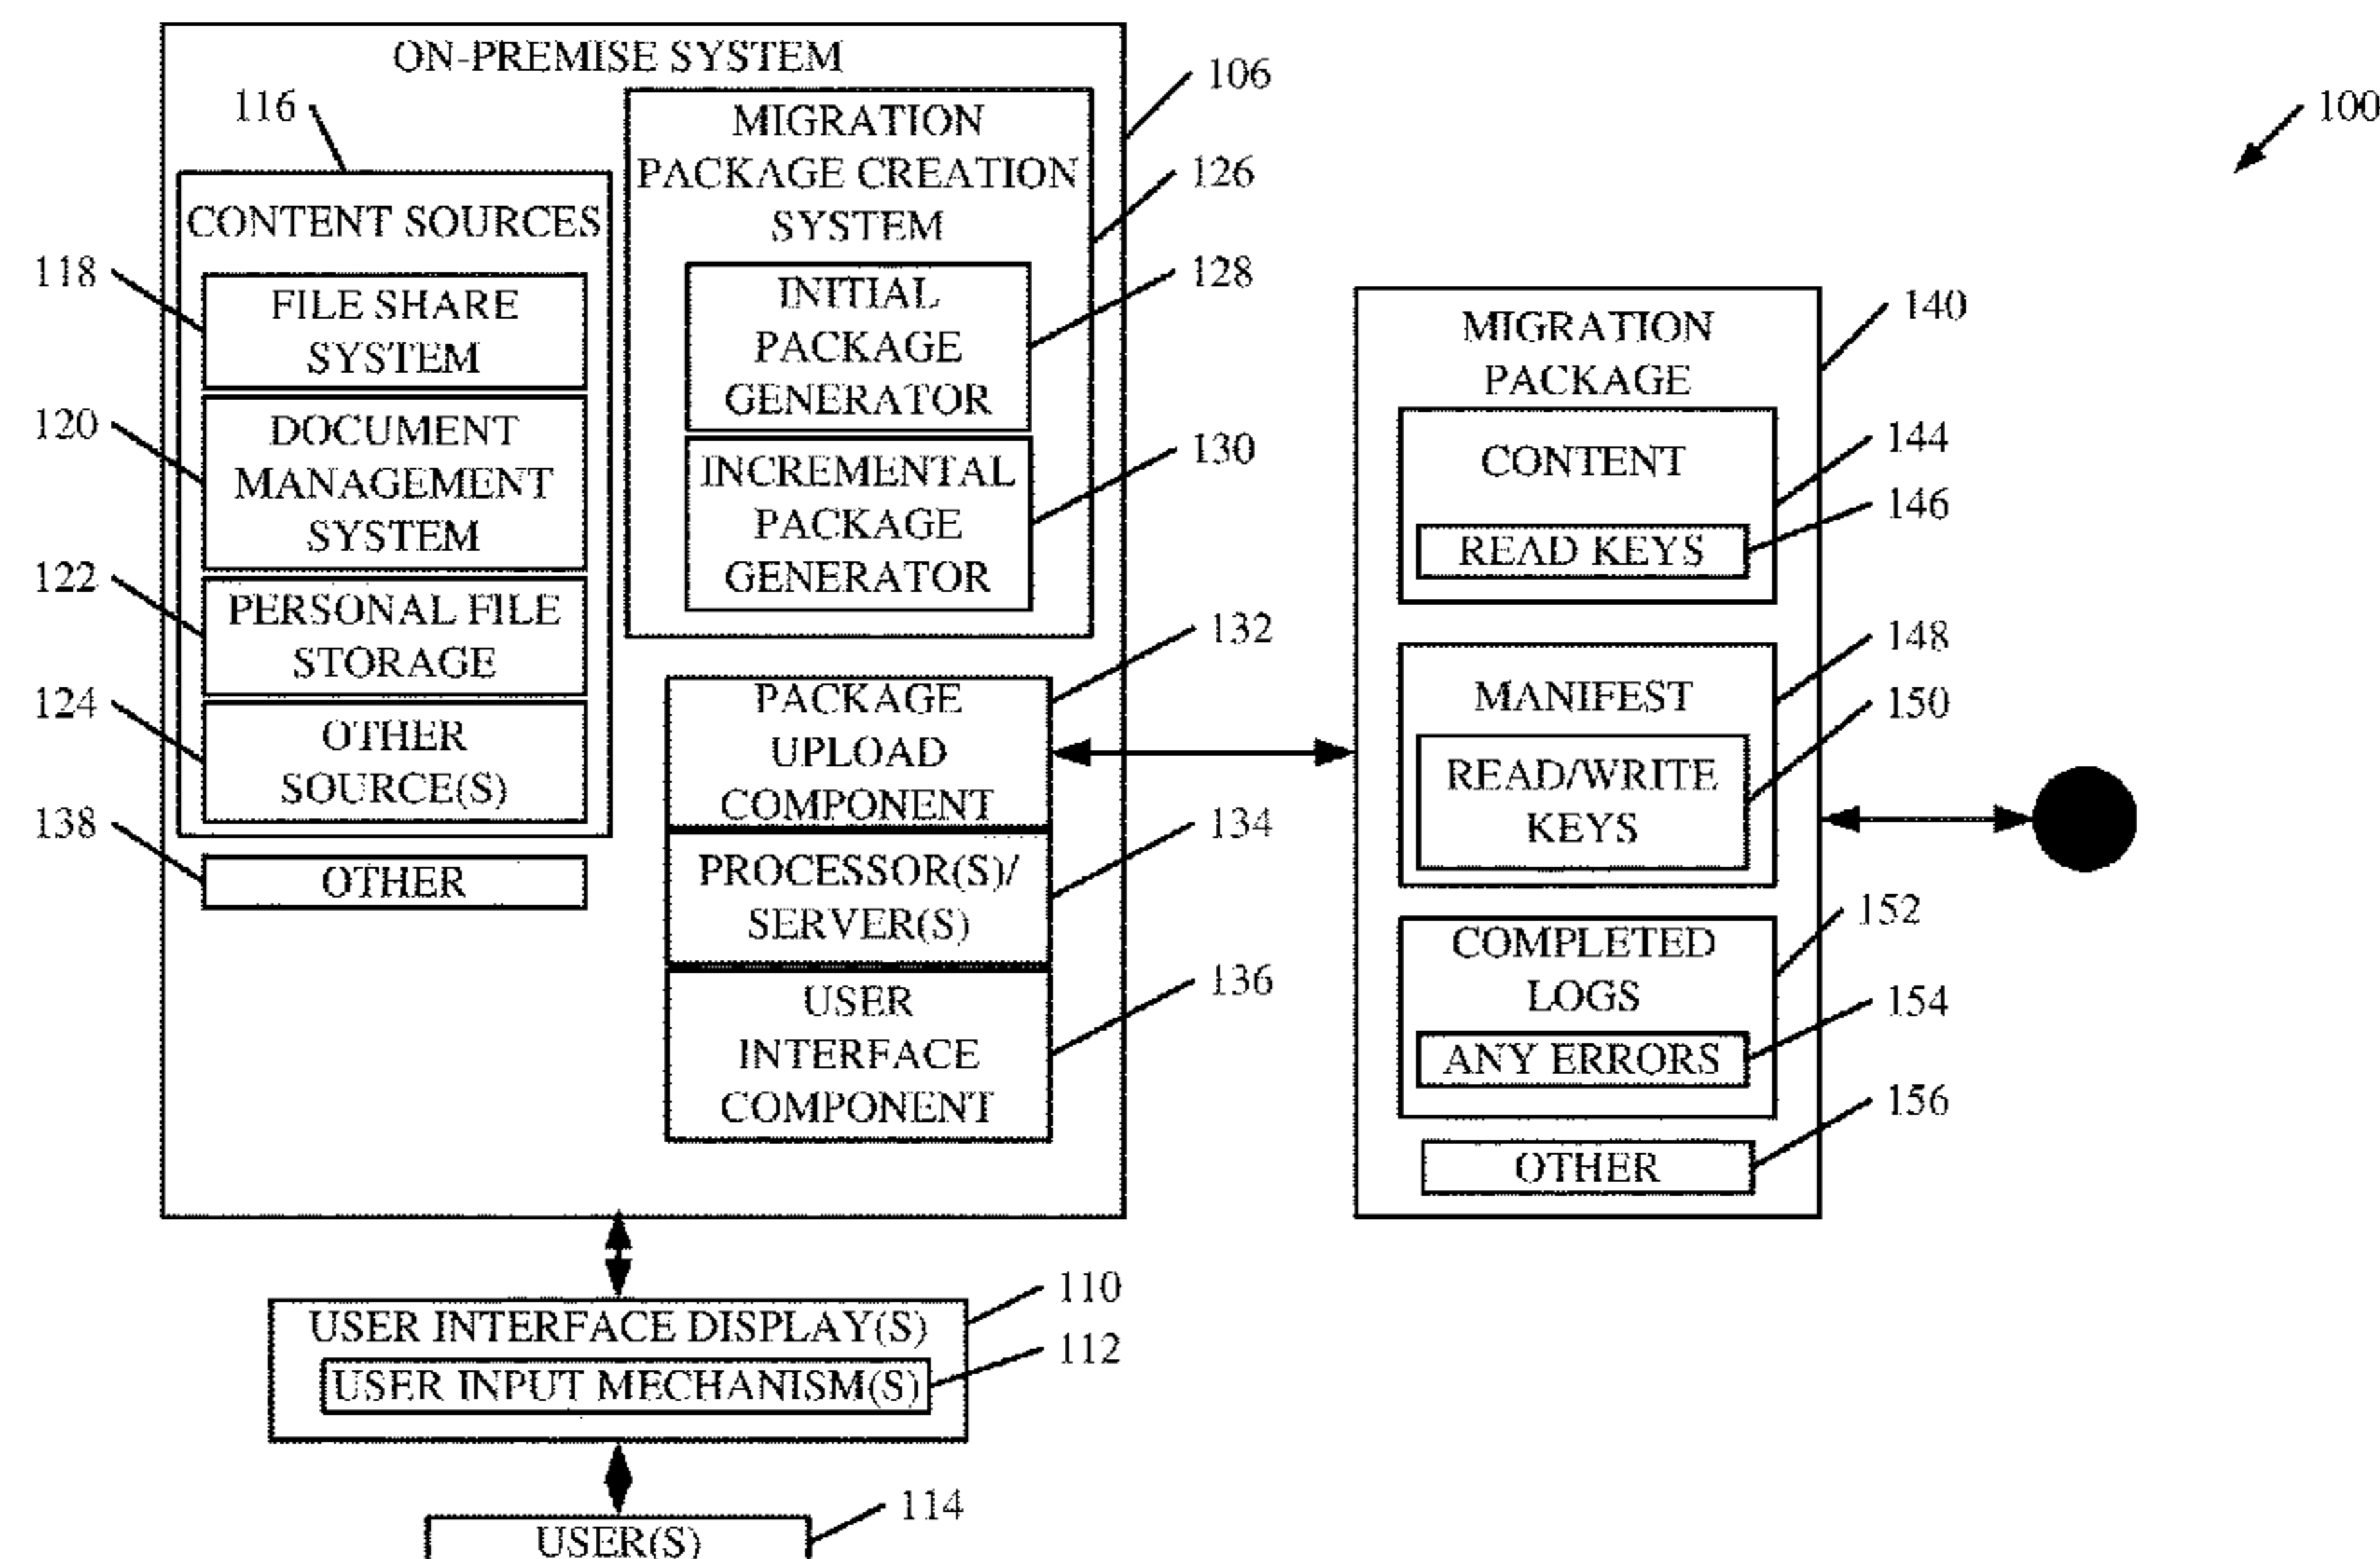 ON-PREMISE SYSTEM
106
100
116
MIGRATION
PACKAGE CREATION
SYSTEM
126
CONTENT SOURCES
118
FILE SHARE
SYSTEM
INITIAL
PACKAGE
GENERATOR
128
120
DOCUMENT
MANAGEMENT
SYSTEM
INCREMENTAL
PACKAGE
GENERATOR
130
122
PERSONAL FILE
STORAGE
124
OTHER
SOURCE(S)
138
OTHER
PACKAGE
UPLOAD
COMPONENT
132
PROCESSOR(S)/
SERVER(S)
134
USER
INTERFACE
COMPONENT
136
MIGRATION
PACKAGE
140
CONTENT
144
READ KEYS
146
MANIFEST
148
READ/WRITE
KEYS
150
COMPLETED
LOGS
152
ANY ERRORS
154
OTHER
156
USER INTERFACE DISPLAY(S)
110
USER INPUT MECHANISM(S)
112
USER(S)
114